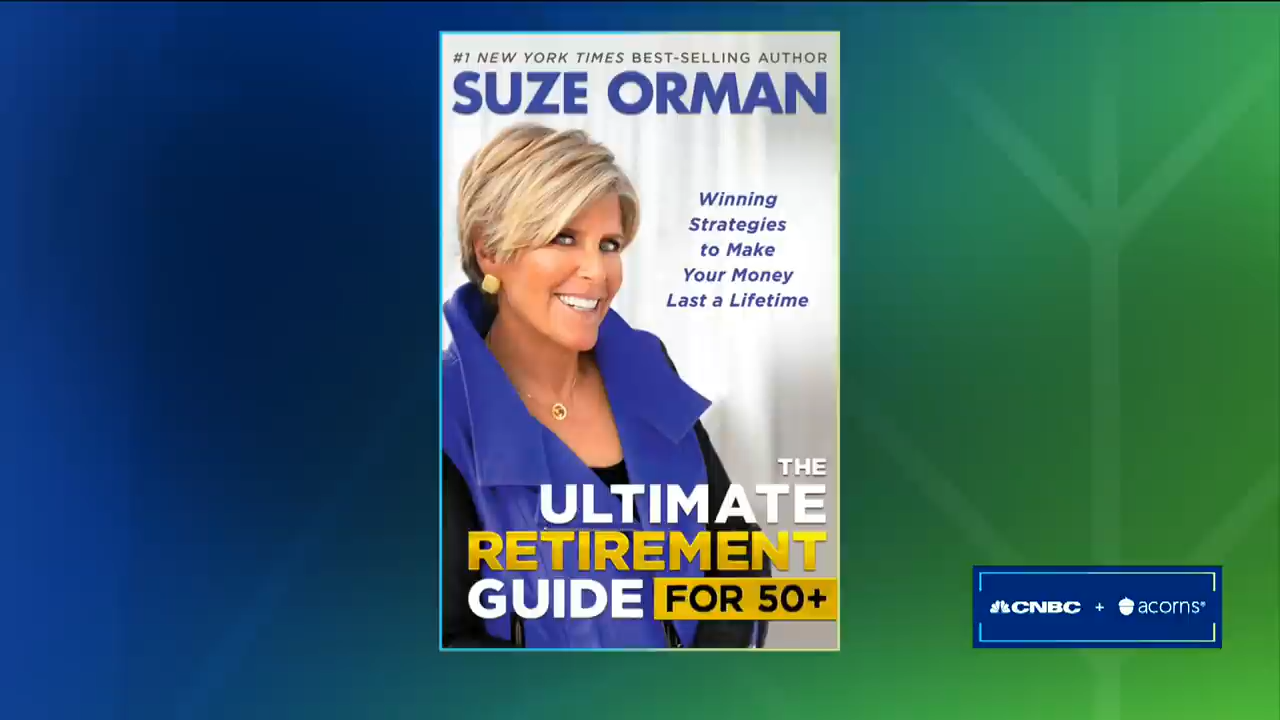 #1 NEW YORK TIMES BEST-SELLING AUTHOR
SUZE ORMAN
Winning
Strategies
to Make
Your Money
Last a Lifetime
THE
ULTIMATE
RETIREMENT
GUIDE FOR 50+
CNBC + acorns®